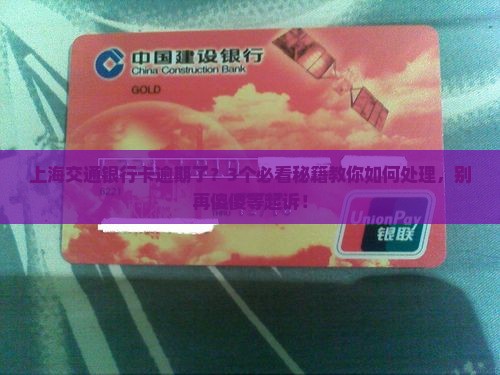 中国建设银行
China Construction Bank
GOLD
上海交通银行卡逾期了？3个必看秘籍教你如何处理，别
再傻傻等起诉！
UnionPay
银联